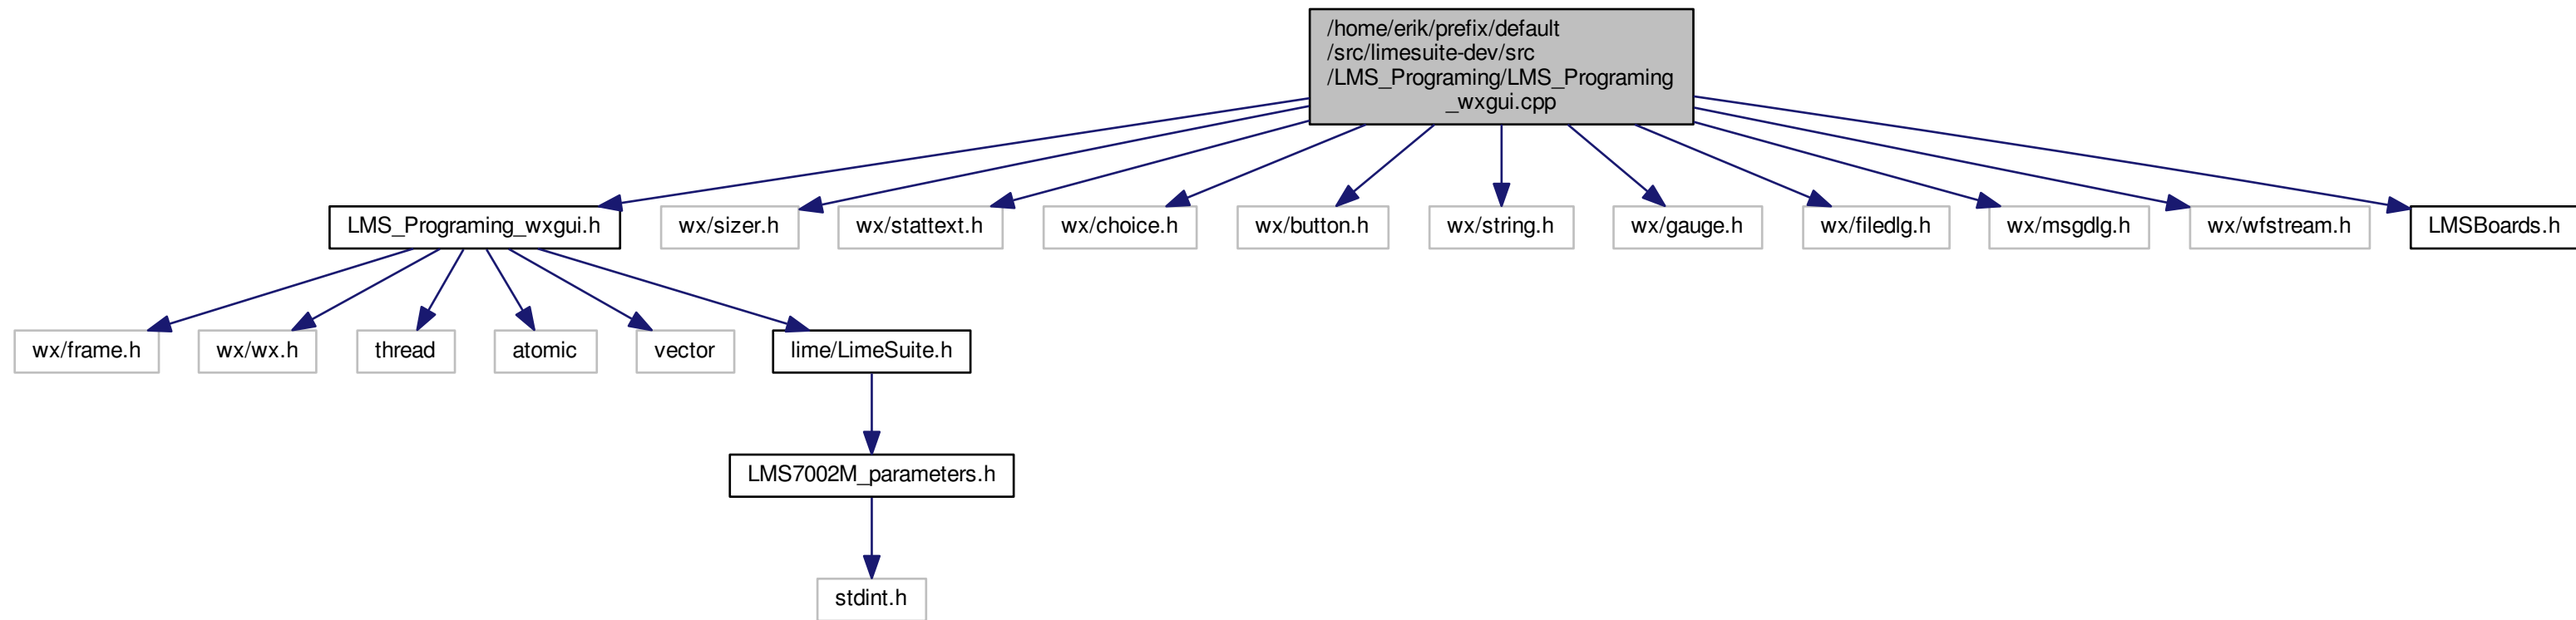 /home/erik/prefix/default
/src/limesuite-dev/src
/LMS_Programing/LMS_Programing
_wxgui.cpp
LMS_Programing_wxgui.h
wx/sizer.h
wx/stattext.h
wx/choice.h
wx/button.h
wx/string.h
wx/gauge.h
wx/filedlg.h
wx/msgdlg.h
wx/wfstream.h
LMSBoards.h
wx/frame.h
wx/wx.h
thread
atomic
vector
lime/LimeSuite.h
LMS7002M_parameters.h
stdint.h